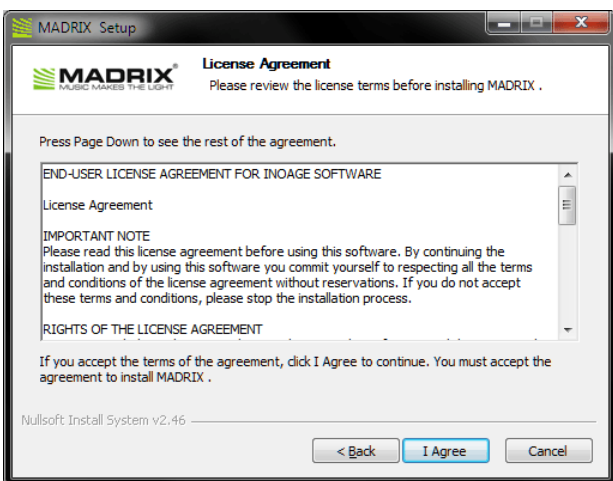 MADRIX Setup
MADRIX®
MUSIC MAKES THE LIGHT
License Agreement
Please review the license terms before installing MADRIX .
Press Page Down to see the rest of the agreement.
END-USER LICENSE AGREEMENT FOR INOAGE SOFTWARE
License Agreement
IMPORTANT NOTE
Please read this license agreement before using this software. By continuing the
installation and by using this software you commit yourself to respecting all the terms
and conditions of the license agreement without reservations. If you do not accept
these terms and conditions, please stop the installation process.
RIGHTS OF THE LICENSE AGREEMENT
If you accept the terms of the agreement, click I Agree to continue. You must accept the
agreement to install MADRIX .
Nullsoft Install System v2.46
< Back
I Agree
Cancel